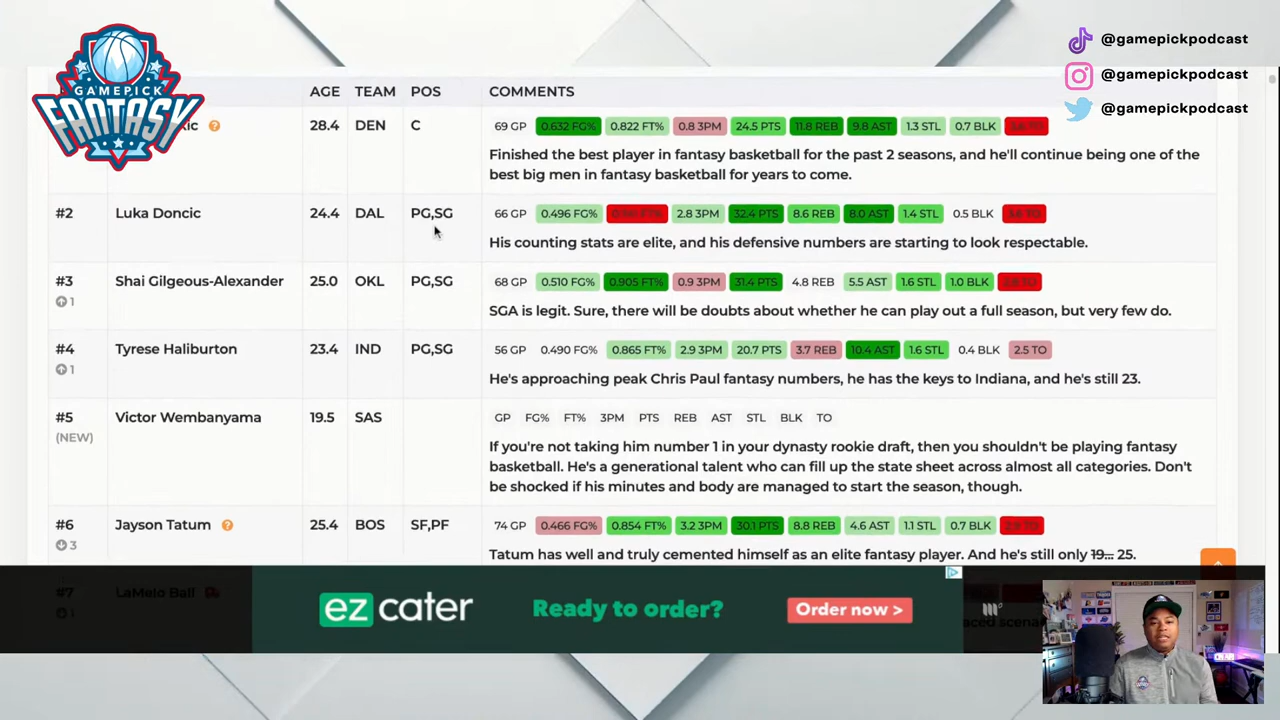 GAMEPICK
FANTASY
@gamepickpodcast
@gamepickpodcast
@gamepickpodcast
AGE TEAM POS COMMENTS
28.4 DEN C 69 GP 0.632 FG% 0.822 FT% 0.8 3PM 24.5 PTS 11.8 REB 9.8 AST 1.3 STL 0.7 BLK
Finished the best player in fantasy basketball for the past 2 seasons, and he'll continue being one of the
best big men in fantasy basketball for years to come.
#2 Luka Doncic 24.4 DAL PG,SG 66 GP 0.496 FG% 2.8 3PM 32.4 PTS 8.6 REB 8.0 AST 1.4 STL 0.5 BLK
His counting stats are elite, and his defensive numbers are starting to look respectable.
#3 Shai Gilgeous-Alexander 25.0 OKL PG,SG 68 GP 0.510 FG% 0.905 FT% 0.9 3PM 31.4 PTS 4.8 REB 5.5 AST 1.6 STL 1.0 BLK
1
SGA is legit. Sure, there will be doubts about whether he can play out a full season, but very few do.
#4 Tyrese Haliburton 23.4 IND PG,SG 56 GP 0.490 FG% 0.865 FT% 2.9 3PM 20.7 PTS 3.7 REB 10.4 AST 1.6 STL 0.4 BLK 2.5 TO
1
He's approaching peak Chris Paul fantasy numbers, he has the keys to Indiana, and he's still 23.
#5 Victor Wembanyama 19.5 SAS GP FG% FT% 3PM PTS REB AST STL BLK TO
(NEW)
If you're not taking him number 1 in your dynasty rookie draft, then you shouldn't be playing fantasy
basketball. He's a generational talent who can fill up the state sheet across almost all categories. Don't
be shocked if his minutes and body are managed to start the season, though.
#6 Jayson Tatum 25.4 BOS SF,PF 74 GP 0.466 FG% 0.854 FT% 3.2 3PM 30.1 PTS 8.8 REB 4.6 AST 1.1 STL 0.7 BLK 2.9 TO
3
Tatum has well and truly cemented himself as an elite fantasy player. And he's still only 19... 25.
#7 LaMelo Ball
1
ez cater Ready to order? Order now >